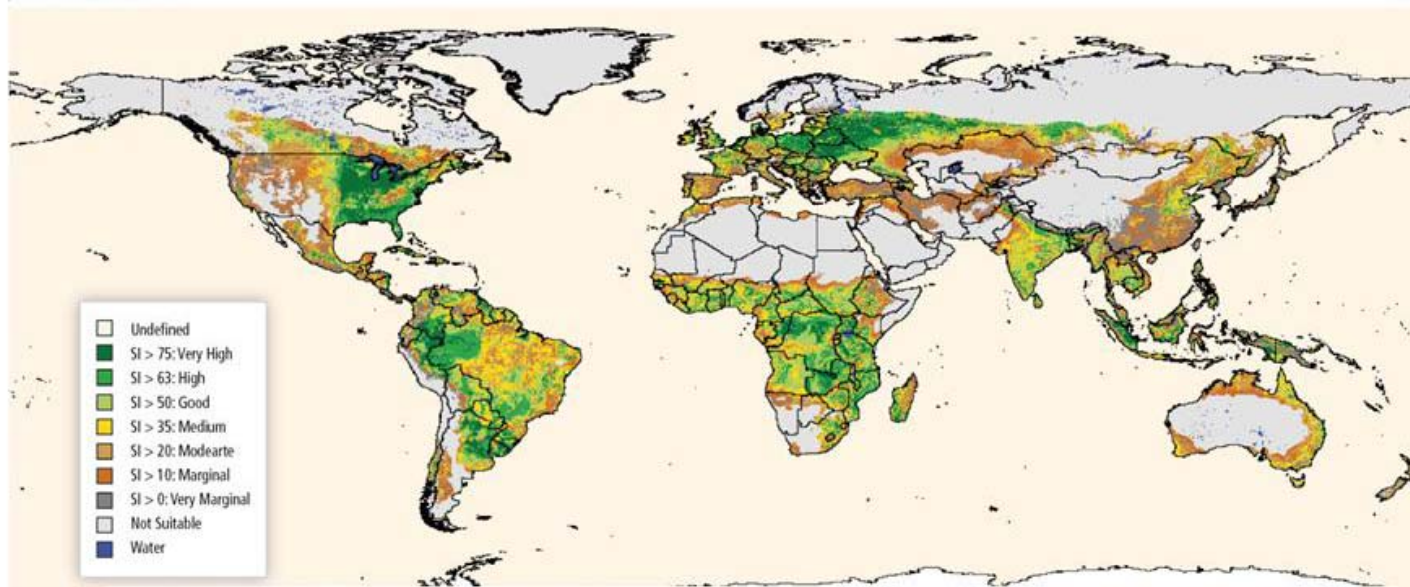 Undefined
SI > 75: Very High
SI > 63: High
SI > 50: Good
SI > 35: Medium
SI > 20: Modearte
SI > 10: Marginal
SI > 0: Very Marginal
Not Suitable
Water